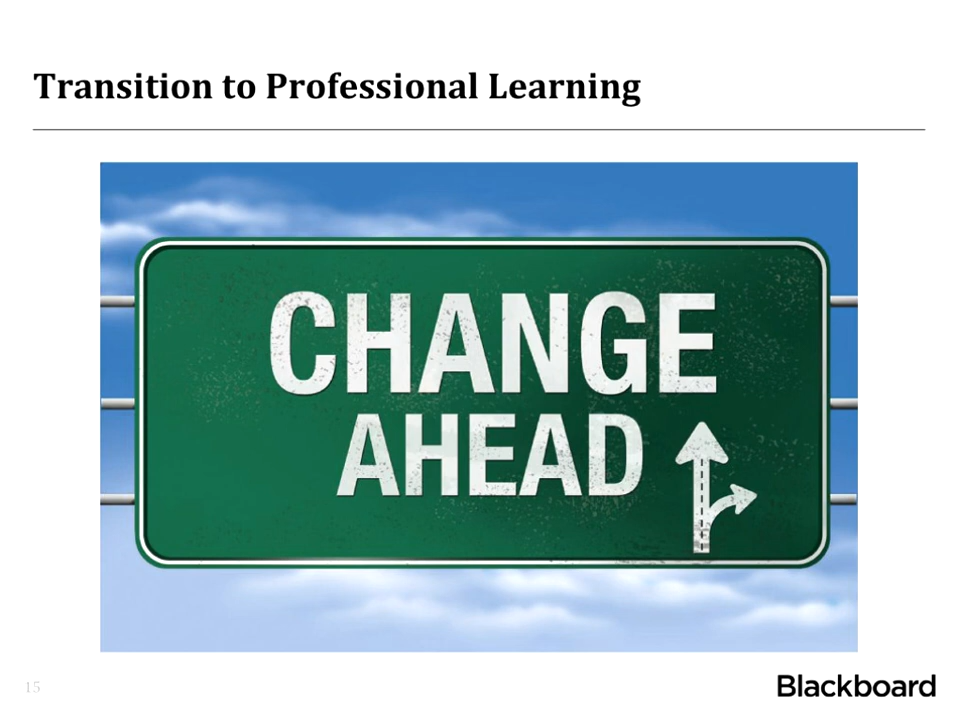 Transition to Professional Learning
CHANGE
AHEAD
15
Blackboard